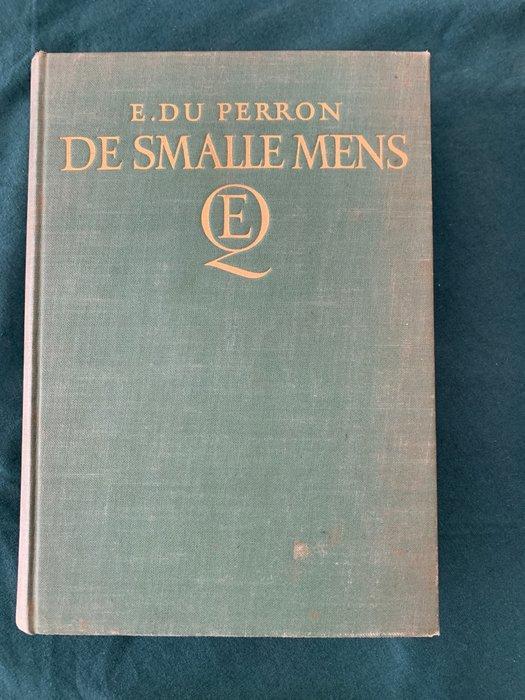 E. DU PERRON
DE SMALLE MENS
EQ